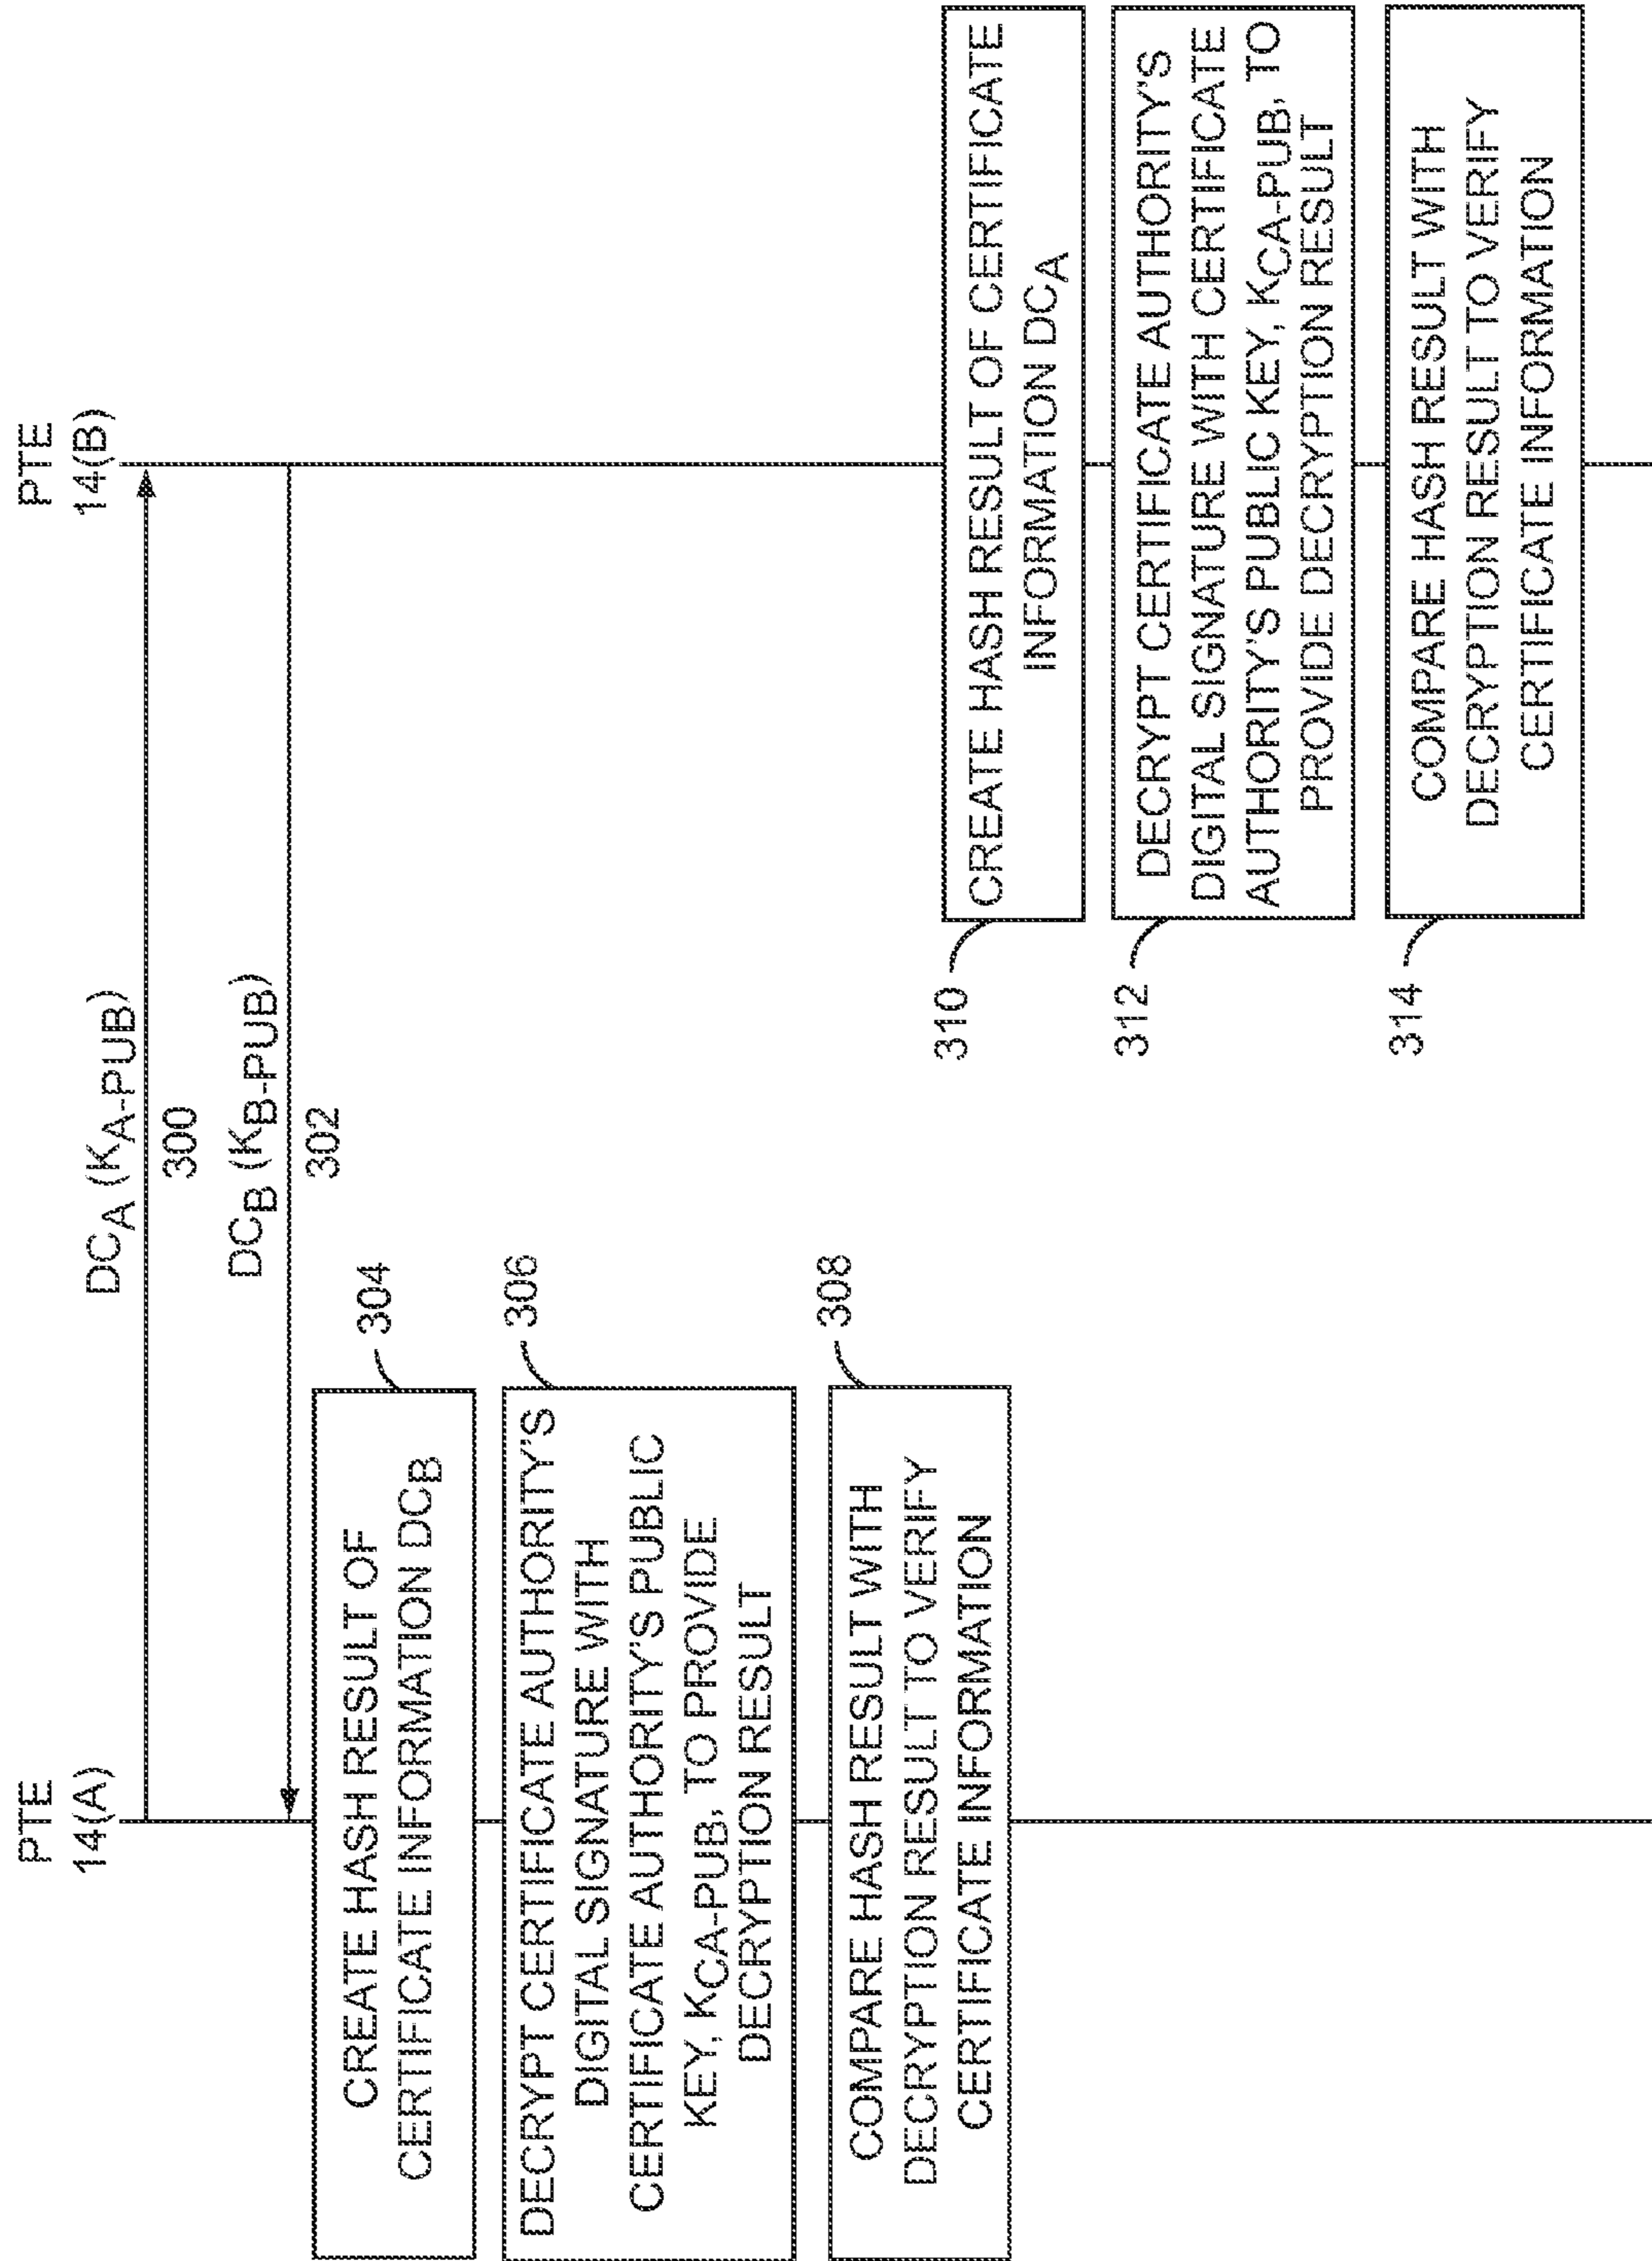 PTE
14(A)
PTE
14(B)
DCA (KA-PUB)
300
DCB (KB-PUB)
302
CREATE HASH RESULT OF
CERTIFICATE INFORMATION DCB
304
DECRYPT CERTIFICATE AUTHORITY'S
DIGITAL SIGNATURE WITH
CERTIFICATE AUTHORITY'S PUBLIC
KEY, KCA-PUB, TO PROVIDE
DECRYPTION RESULT
306
COMPARE HASH RESULT WITH
DECRYPTION RESULT TO VERIFY
CERTIFICATE INFORMATION
308
310
CREATE HASH RESULT OF CERTIFICATE
INFORMATION DCA
312
DECRYPT CERTIFICATE AUTHORITY'S
DIGITAL SIGNATURE WITH CERTIFICATE
AUTHORITY'S PUBLIC KEY, KCA-PUB, TO
PROVIDE DECRYPTION RESULT
314
COMPARE HASH RESULT WITH
DECRYPTION RESULT TO VERIFY
CERTIFICATE INFORMATION